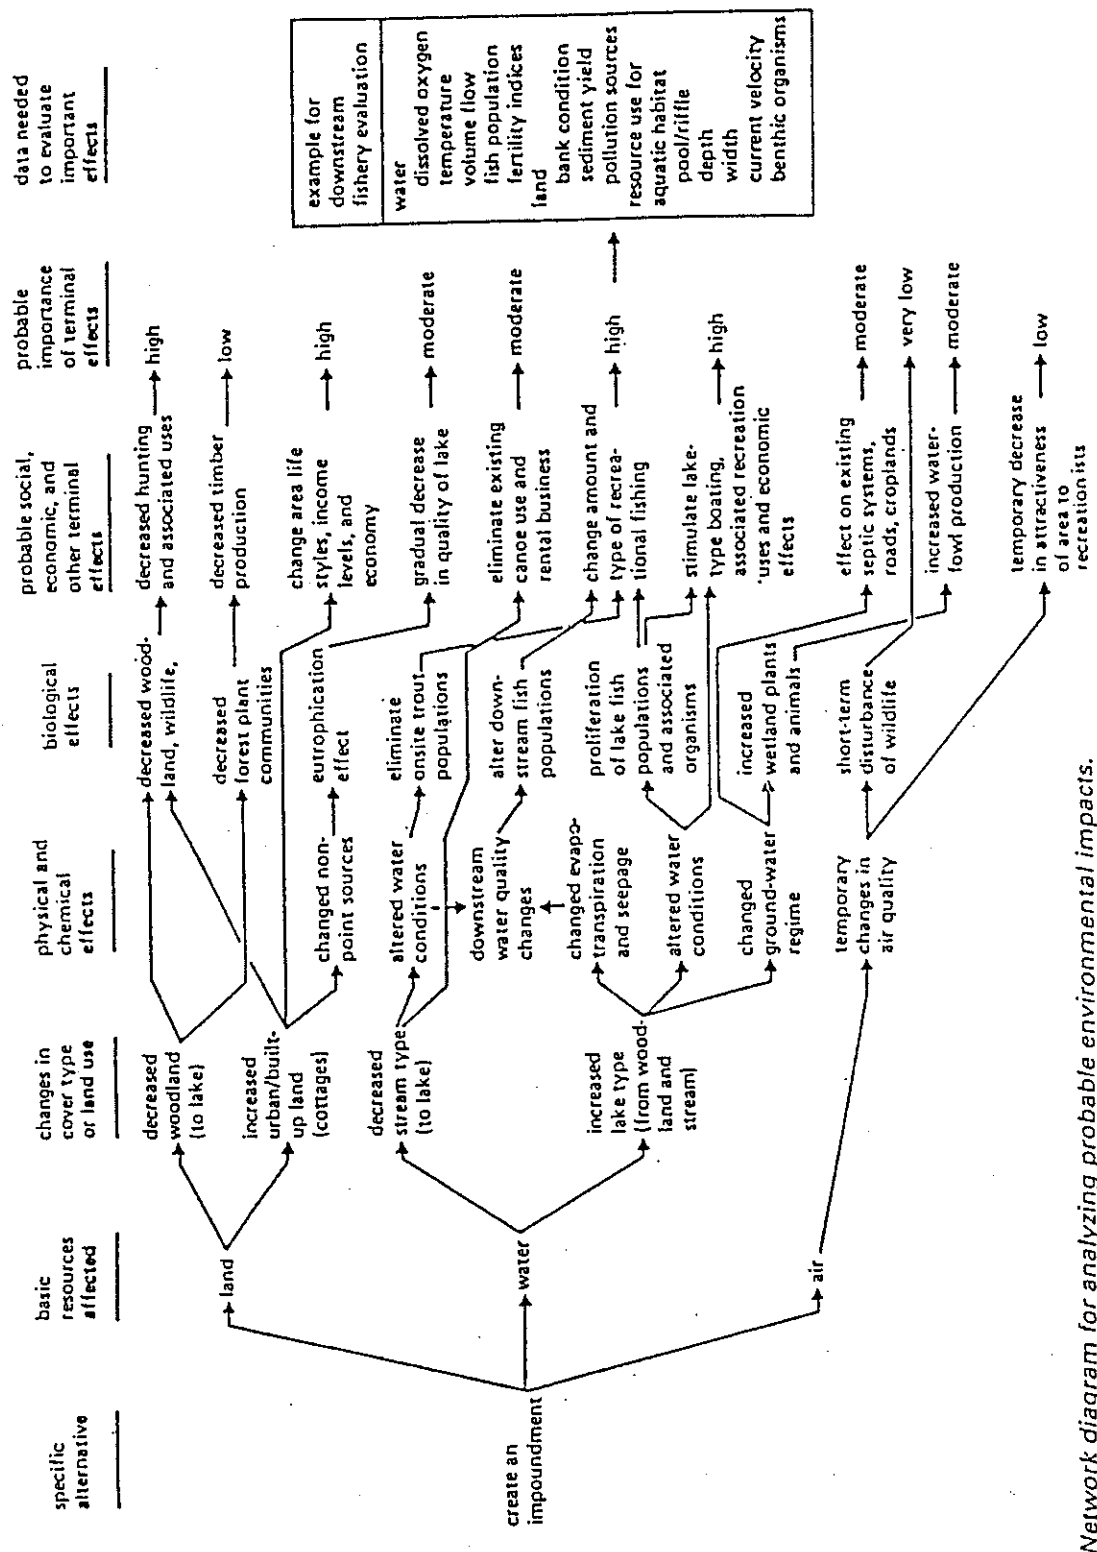 specific
alternative
basic
resources
affected
changes in
cover type
or land use
physical and
chemical
effects
biological
effects
probable social,
economic, and
other terminal
effects
probable
importance
of terminal
effects
data needed
to evaluate
important
effects
create an
impoundment
land
water
air
decreased
woodland
(to lake)
increased
urban/built-
up land
(cottages)
decreased
stream type
(to lake)
increased
lake type
(from wood-
land and
stream)
changed non-
point sources
altered water
conditions
downstream
water quality
changes
changed evapo-
transpiration
and seepage
altered water
conditions
changed
ground-water
regime
temporary
changes in
air quality
decreased wood-
land, wildlife,
decreased
forest plant
communities
eutrophication
effect
eliminate
onsite trout
populations
alter down-
stream fish
populations
proliferation
of lake fish
populations
and associated
organisms
increased
wetland plants
and animals
short-term
disturbance
of wildlife
decreased hunting
and associated uses
decreased timber
production
change area life
styles, income
levels, and
economy
gradual decrease
in quality of lake
eliminate existing
canoe use and
rental business
change amount and
type of recrea-
tional fishing
stimulate lake-
type boating,
associated recreation
uses and economic
effects
effect on existing
septic systems,
roads, croplands
increased water-
fowl production
temporary decrease
in attractiveness
of area to
recreationists
high
low
high
moderate
moderate
high
high
moderate
very low
moderate
low
example for
downstream
fishery evaluation
water
dissolved oxygen
temperature
volume flow
fish population
fertility indices
land
bank condition
sediment yield
pollution sources
resource use for
aquatic habitat
pool/riffle
depth
width
current velocity
benthic organisms
Network diagram for analyzing probable environmental impacts.